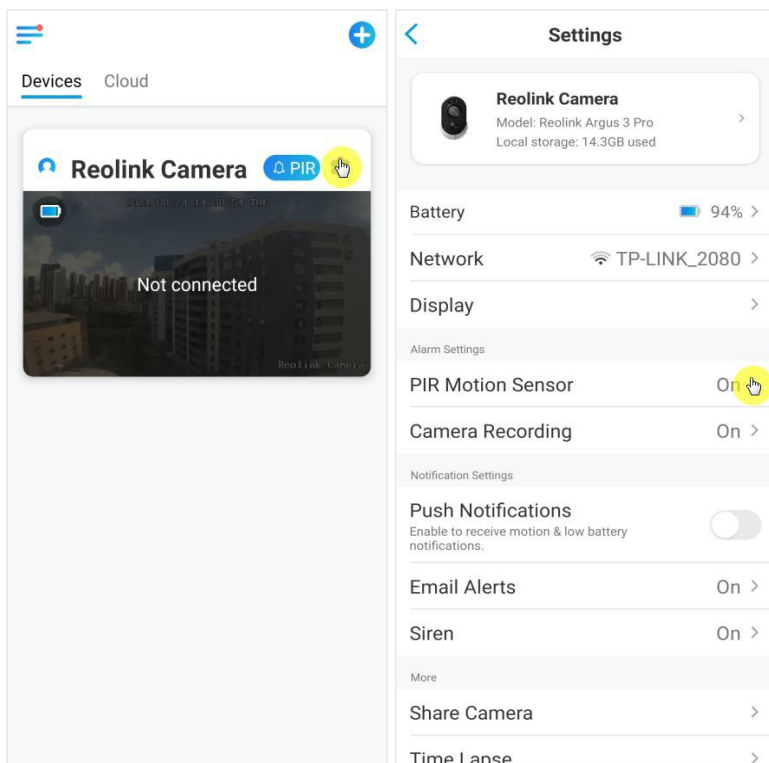 Devices Cloud
Reolink Camera PIR
Not connected
Reolink Camera
Settings
Reolink Camera
Model: Reolink Argus 3 Pro
Local storage: 14.3GB used
Battery 94%
Network TP-LINK_2080
Display
Alarm Settings
PIR Motion Sensor On
Camera Recording On
Notification Settings
Push Notifications
Enable to receive motion & low battery
notifications.
Email Alerts On
Siren On
More
Share Camera
Time Lapse